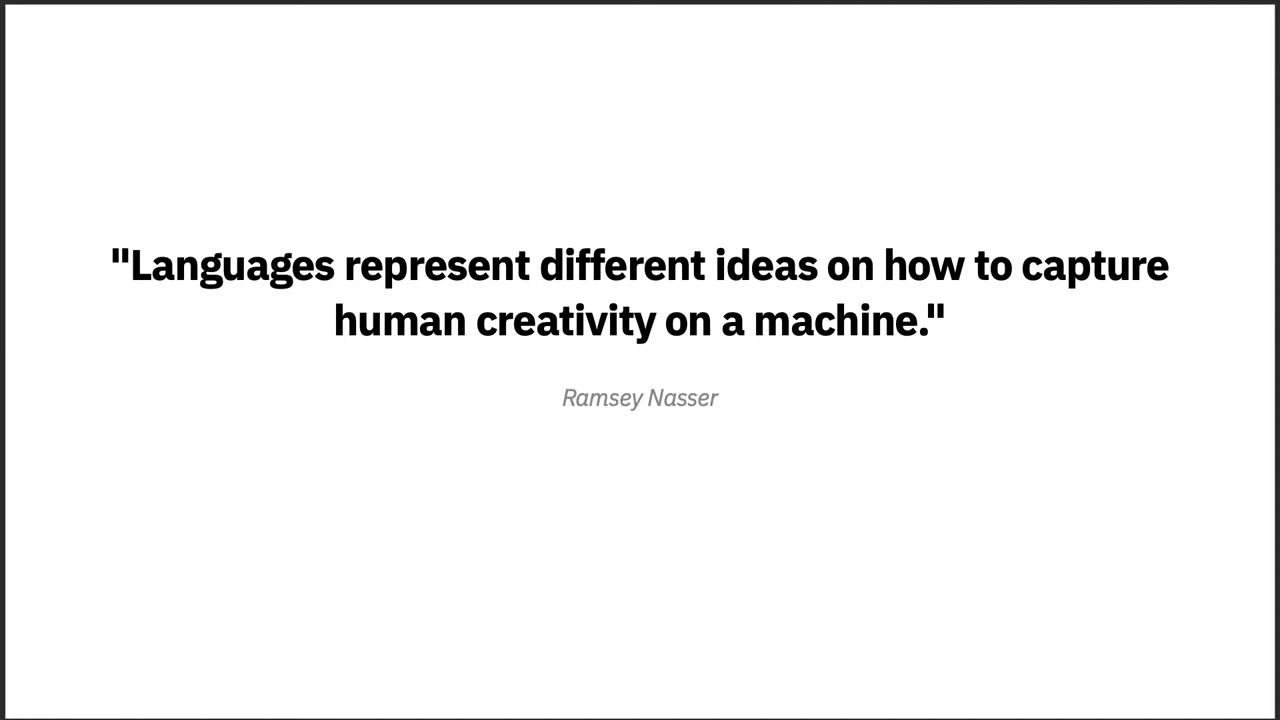 "Languages represent different ideas on how to capture
human creativity on a machine."
Ramsey Nasser